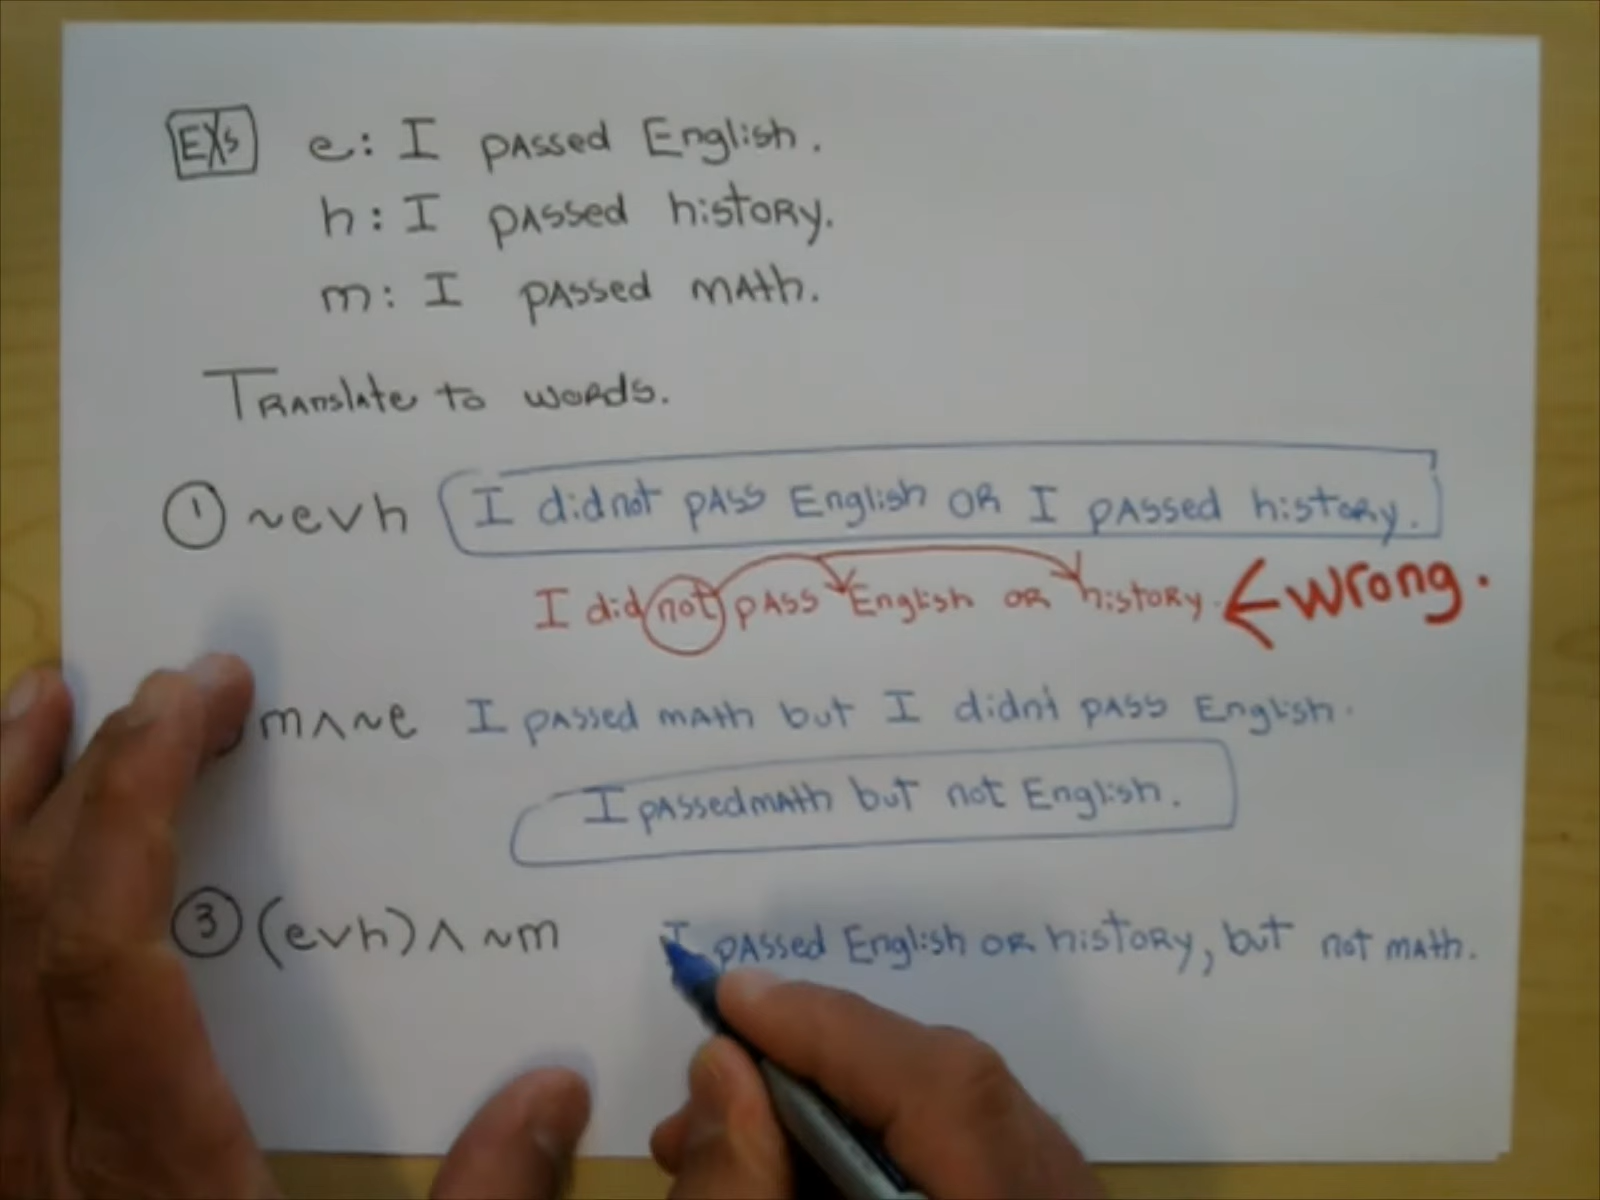 EXs e: I passed English.
h: I passed history.
m: I passed math.
Translate to words.
① ~e∨h I did not pass English or I passed history.
I did not pass English or history. ← Wrong.
m∧~e I passed math but I didn't pass English.
I passed math but not English.
③ (e∨h)∧~m I passed English or history, but not math.